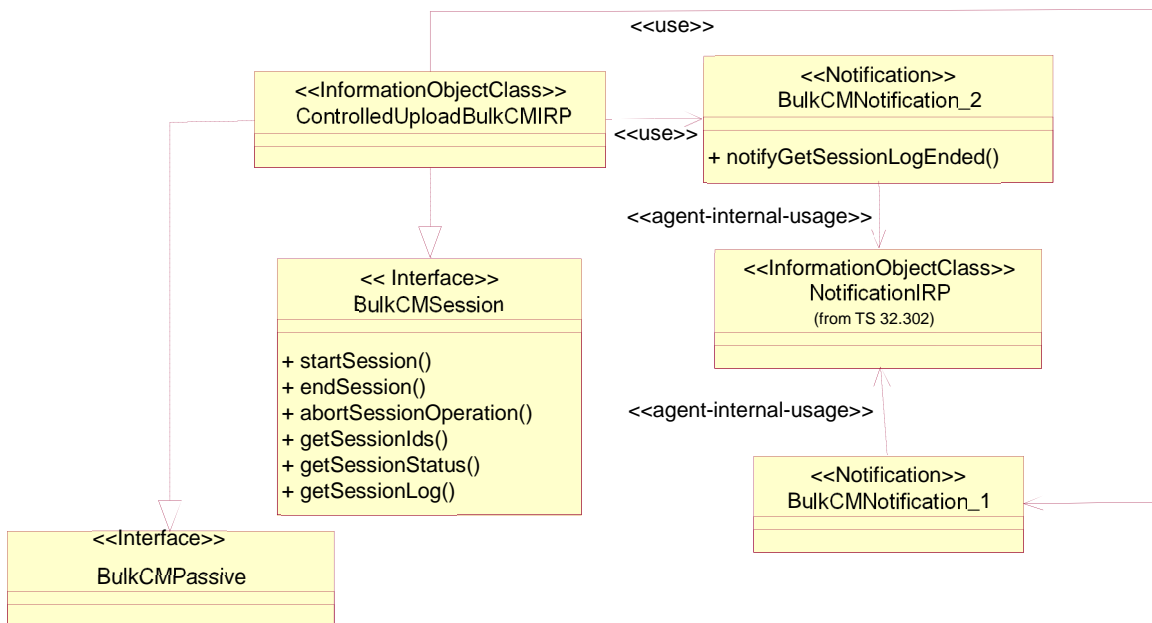 <<use>>
<<InformationObjectClass>>
ControlledUploadBulkCMIRP
<<use>>
<<Notification>>
BulkCMNotification_2
+ notifyGetSessionLogEnded()
<<agent-internal-usage>>
<< Interface>>
BulkCMSession
+ startSession()
+ endSession()
+ abortSessionOperation()
+ getSessionIds()
+ getSessionStatus()
+ getSessionLog()
<<InformationObjectClass>>
NotificationIRP
(from TS 32.302)
<<agent-internal-usage>>
<<Notification>>
BulkCMNotification_1
<<Interface>>
BulkCMPassive